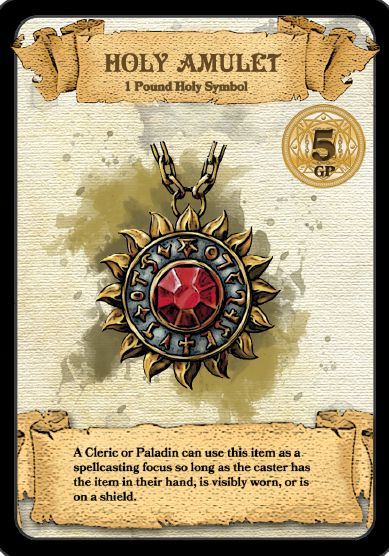 HOLY AMULET
1 Pound Holy Symbol
5
GP
A Cleric or Paladin can use this item as a
spellcasting focus so long as the caster has
the item in their hand, is visibly worn, or is
on a shield.